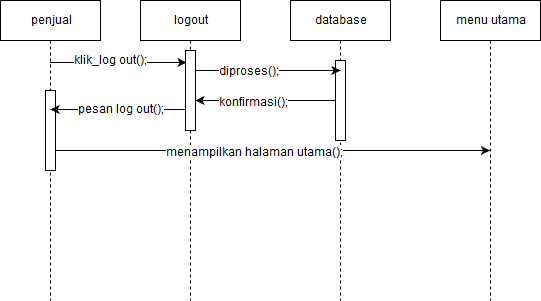 penjual
logout
database
menu utama
klik_log out();
diproses();
konfirmasi();
pesan log out();
menampilkan halaman utama();